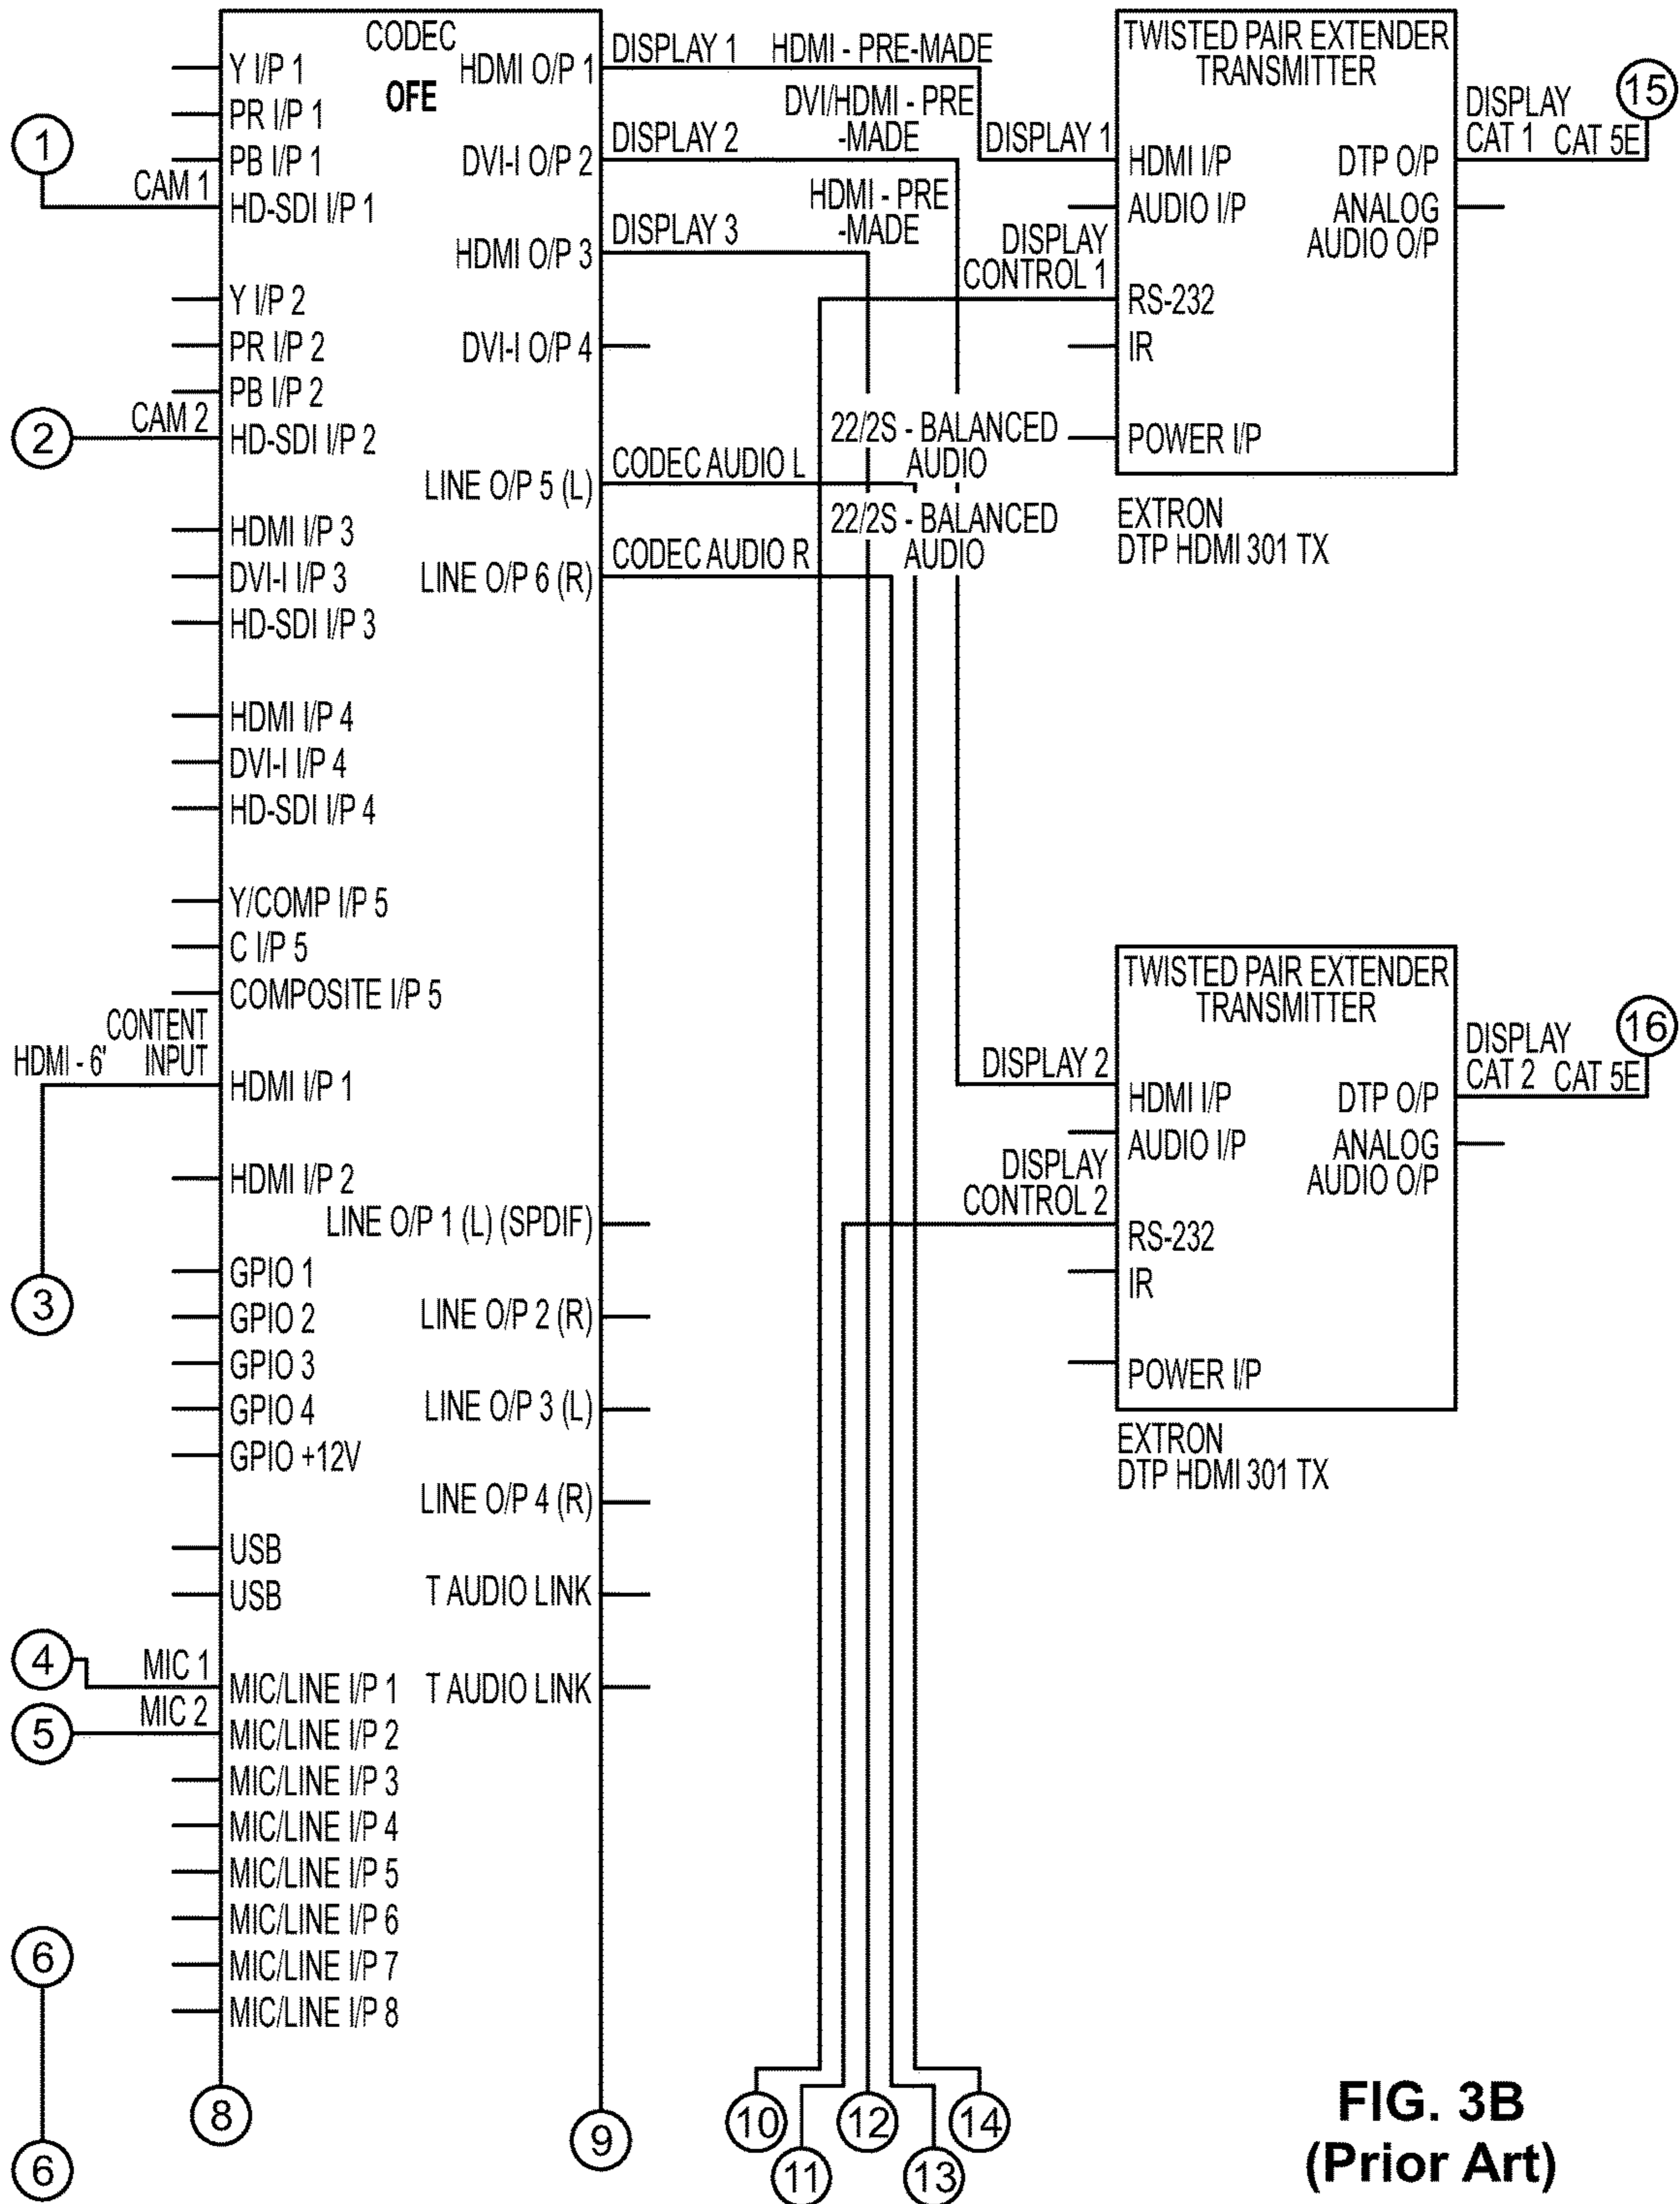 CODEC
OFE
Y I/P 1
PR I/P 1
PB I/P 1
1
CAM 1
HD-SDI I/P 1
Y I/P 2
PR I/P 2
PB I/P 2
2
CAM 2
HD-SDI I/P 2
HDMI I/P 3
DVI-I I/P 3
HD-SDI I/P 3
HDMI I/P 4
DVI-I I/P 4
HD-SDI I/P 4
Y/COMP I/P 5
C I/P 5
COMPOSITE I/P 5
CONTENT
HDMI - 6' INPUT
HDMI I/P 1
HDMI I/P 2
3
GPIO 1
GPIO 2
GPIO 3
GPIO 4
GPIO +12V
USB
USB
4
MIC 1
MIC/LINE I/P 1
5
MIC 2
MIC/LINE I/P 2
MIC/LINE I/P 3
MIC/LINE I/P 4
MIC/LINE I/P 5
MIC/LINE I/P 6
MIC/LINE I/P 7
MIC/LINE I/P 8
6
6
8
HDMI O/P 1
DVI-I O/P 2
HDMI O/P 3
DVI-I O/P 4
LINE O/P 5 (L)
LINE O/P 6 (R)
LINE O/P 1 (L) (SPDIF)
LINE O/P 2 (R)
LINE O/P 3 (L)
LINE O/P 4 (R)
T AUDIO LINK
T AUDIO LINK
9
DISPLAY 1 HDMI - PRE-MADE
DISPLAY 2
DVI/HDMI - PRE
-MADE
DISPLAY 3
HDMI - PRE
-MADE
CODEC AUDIO L
22/2S - BALANCED
AUDIO
CODEC AUDIO R
22/2S - BALANCED
AUDIO
10
11
12
13
14
TWISTED PAIR EXTENDER
TRANSMITTER
DISPLAY 1
HDMI I/P
AUDIO I/P
DISPLAY
CONTROL 1
RS-232
IR
POWER I/P
DTP O/P
ANALOG
AUDIO O/P
DISPLAY
CAT 1 CAT 5E
15
EXTRON
DTP HDMI 301 TX
TWISTED PAIR EXTENDER
TRANSMITTER
DISPLAY 2
HDMI I/P
AUDIO I/P
DISPLAY
CONTROL 2
RS-232
IR
POWER I/P
DTP O/P
ANALOG
AUDIO O/P
DISPLAY
CAT 2 CAT 5E
16
EXTRON
DTP HDMI 301 TX
FIG. 3B
(Prior Art)